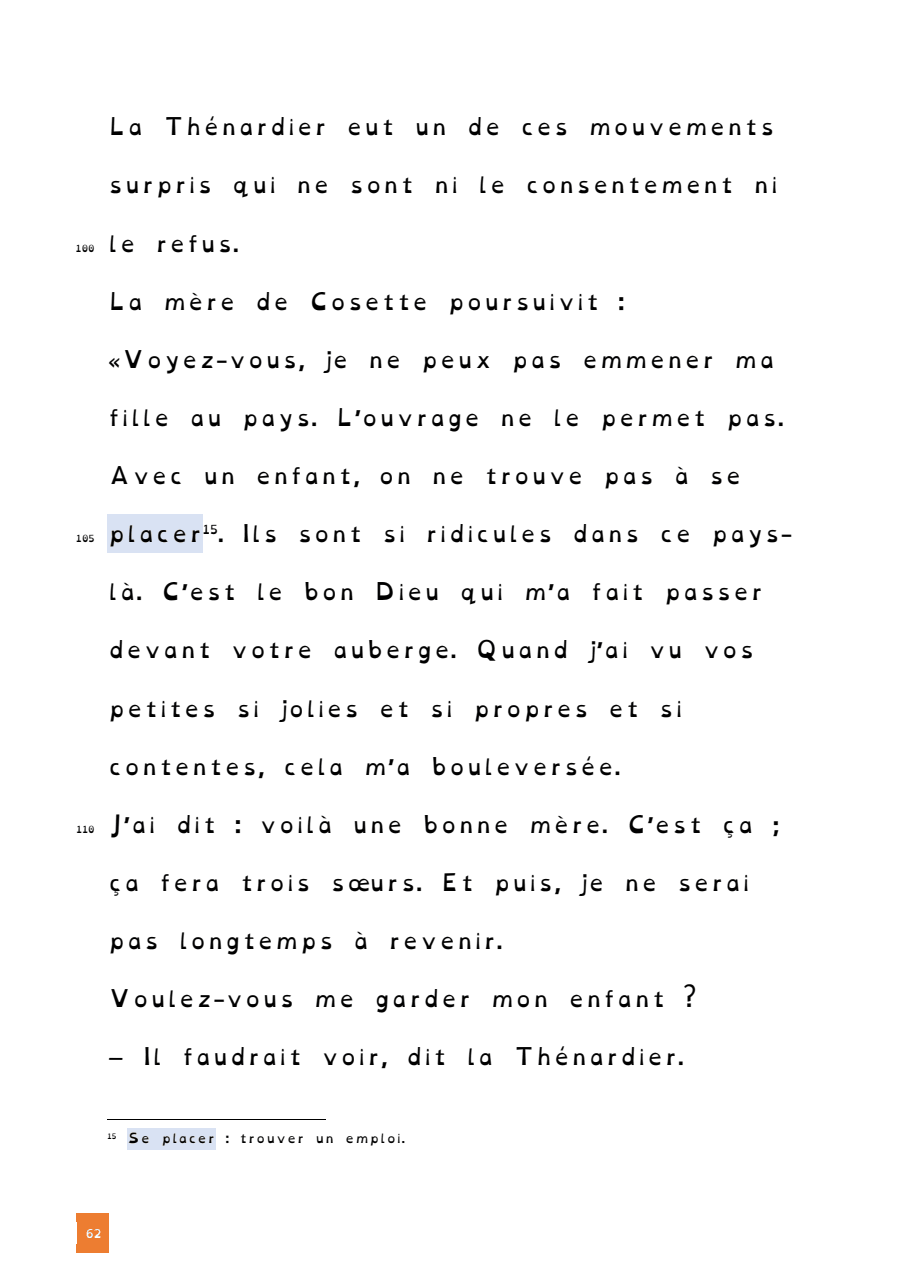 La Thénardier eut un de ces mouvements
surpris qui ne sont ni le consentement ni
100 le refus.
La mère de Cosette poursuivit :
«Voyez-vous, je ne peux pas emmener ma
fille au pays. L'ouvrage ne le permet pas.
Avec un enfant, on ne trouve pas à se
105 placer15. Ils sont si ridicules dans ce pays-
là. C'est le bon Dieu qui m'a fait passer
devant votre auberge. Quand j'ai vu vos
petites si jolies et si propres et si
contentes, cela m'a bouleversée.
110 J'ai dit : voilà une bonne mère. C'est ça ;
ça fera trois sœurs. Et puis, je ne serai
pas longtemps à revenir.
Voulez-vous me garder mon enfant ?
– Il faudrait voir, dit la Thénardier.
15 Se placer : trouver un emploi.
62